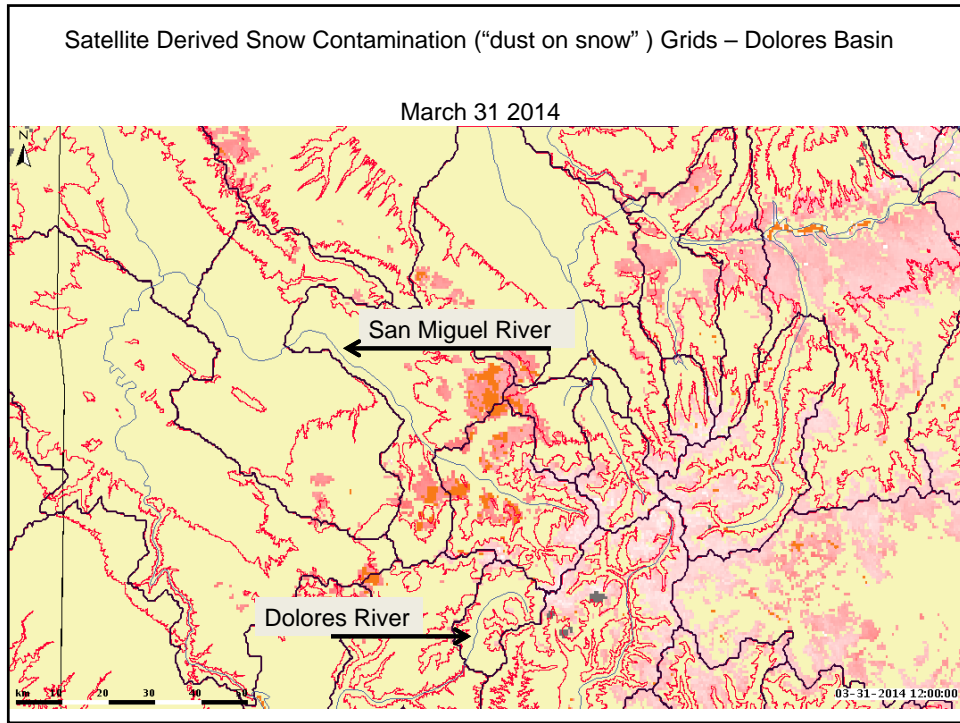 Satellite Derived Snow Contamination (“dust on snow” ) Grids – Dolores Basin
March 31 2014
N
San Miguel River
Dolores River
km 10 20 30 40 50
03-31-2014 12:00:00